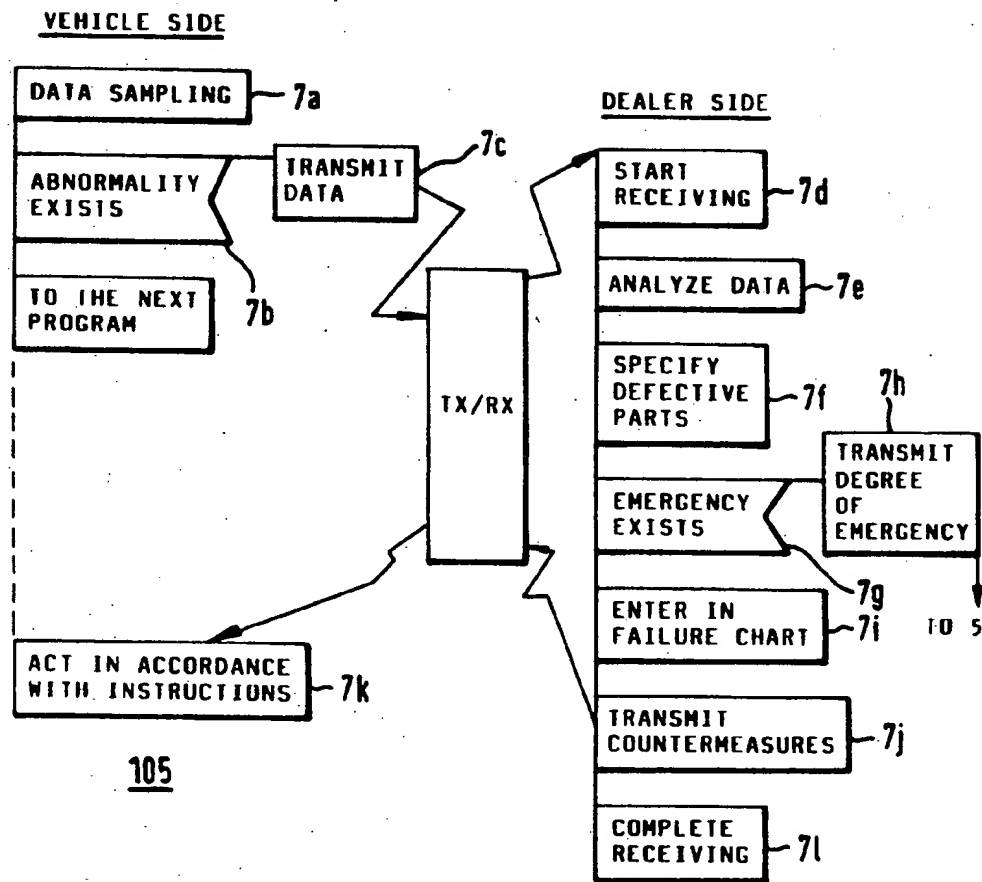 VEHICLE SIDE
DATA SAMPLING
7a
ABNORMALITY
EXISTS
7b
TRANSMIT
DATA
7c
TO THE NEXT
PROGRAM
TX/RX
ACT IN ACCORDANCE
WITH INSTRUCTIONS
7k
105
DEALER SIDE
START
RECEIVING
7d
ANALYZE DATA
7e
SPECIFY
DEFECTIVE
PARTS
7f
EMERGENCY
EXISTS
7g
7h
TRANSMIT
DEGREE
OF
EMERGENCY
TO 5
ENTER IN
FAILURE CHART
7i
TRANSMIT
COUNTERMEASURES
7j
COMPLETE
RECEIVING
7l